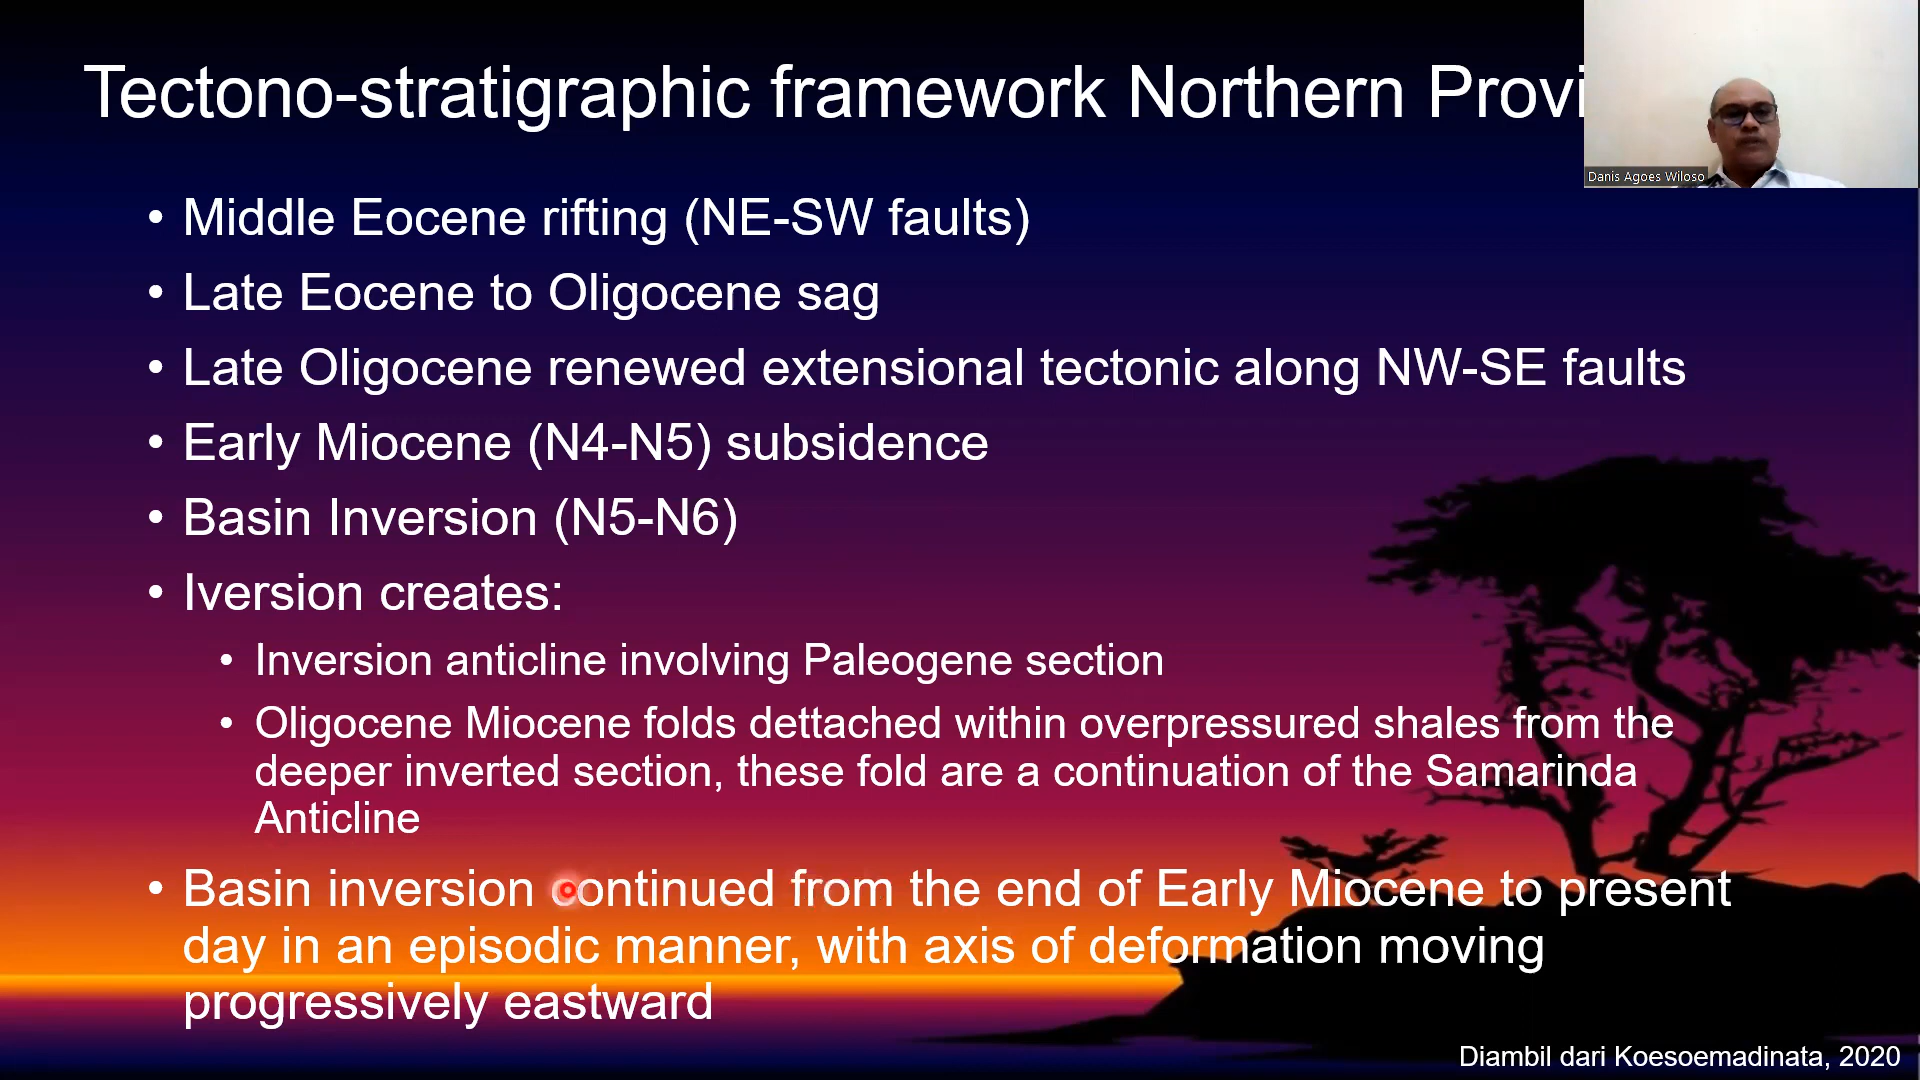 Tectono-stratigraphic framework Northern Provi
Danis Agoes Wiloso
• Middle Eocene rifting (NE-SW faults)
• Late Eocene to Oligocene sag
• Late Oligocene renewed extensional tectonic along NW-SE faults
• Early Miocene (N4-N5) subsidence
• Basin Inversion (N5-N6)
• Iversion creates:
• Inversion anticline involving Paleogene section
• Oligocene Miocene folds dettached within overpressured shales from the
deeper inverted section, these fold are a continuation of the Samarinda
Anticline
• Basin inversion continued from the end of Early Miocene to present
day in an episodic manner, with axis of deformation moving
progressively eastward
Diambil dari Koesoemadinata, 2020